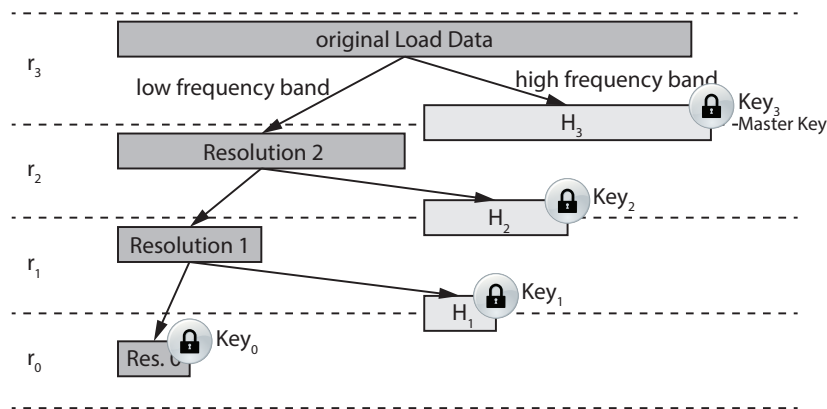 original Load Data
r3
low frequency band
high frequency band
Key3
H3
-Master Key
Resolution 2
r2
Key2
H2
Resolution 1
r1
Key1
H1
Key0
Res.
r0